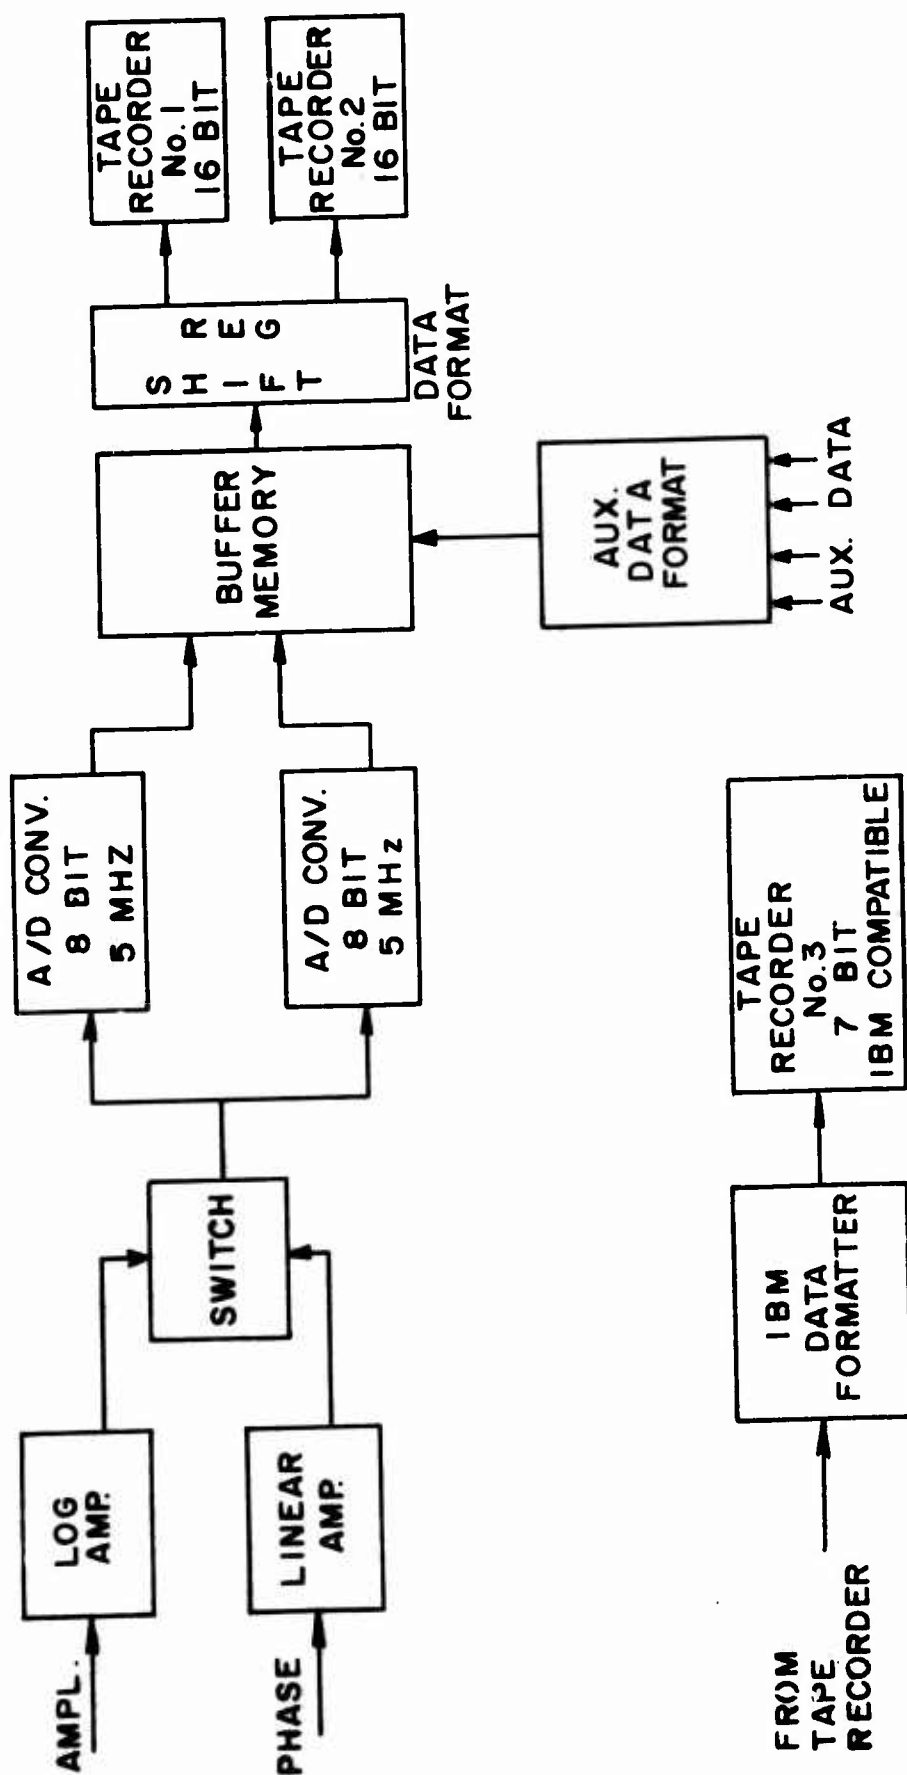 AMPL.
LOG
AMP.
PHASE
LINEAR
AMP.
SWITCH
A/D CONV.
8 BIT
5 MHZ
A/D CONV.
8 BIT
5 MHz
BUFFER
MEMORY
SHIFT
REG
DATA
FORMAT
TAPE
RECORDER
No. 1
16 BIT
TAPE
RECORDER
No. 2
16 BIT
AUX.
DATA
FORMAT
AUX. DATA
FROM
TAPE
RECORDER
IBM
DATA
FORMATTER
TAPE
RECORDER
No. 3
7 BIT
IBM COMPATIBLE